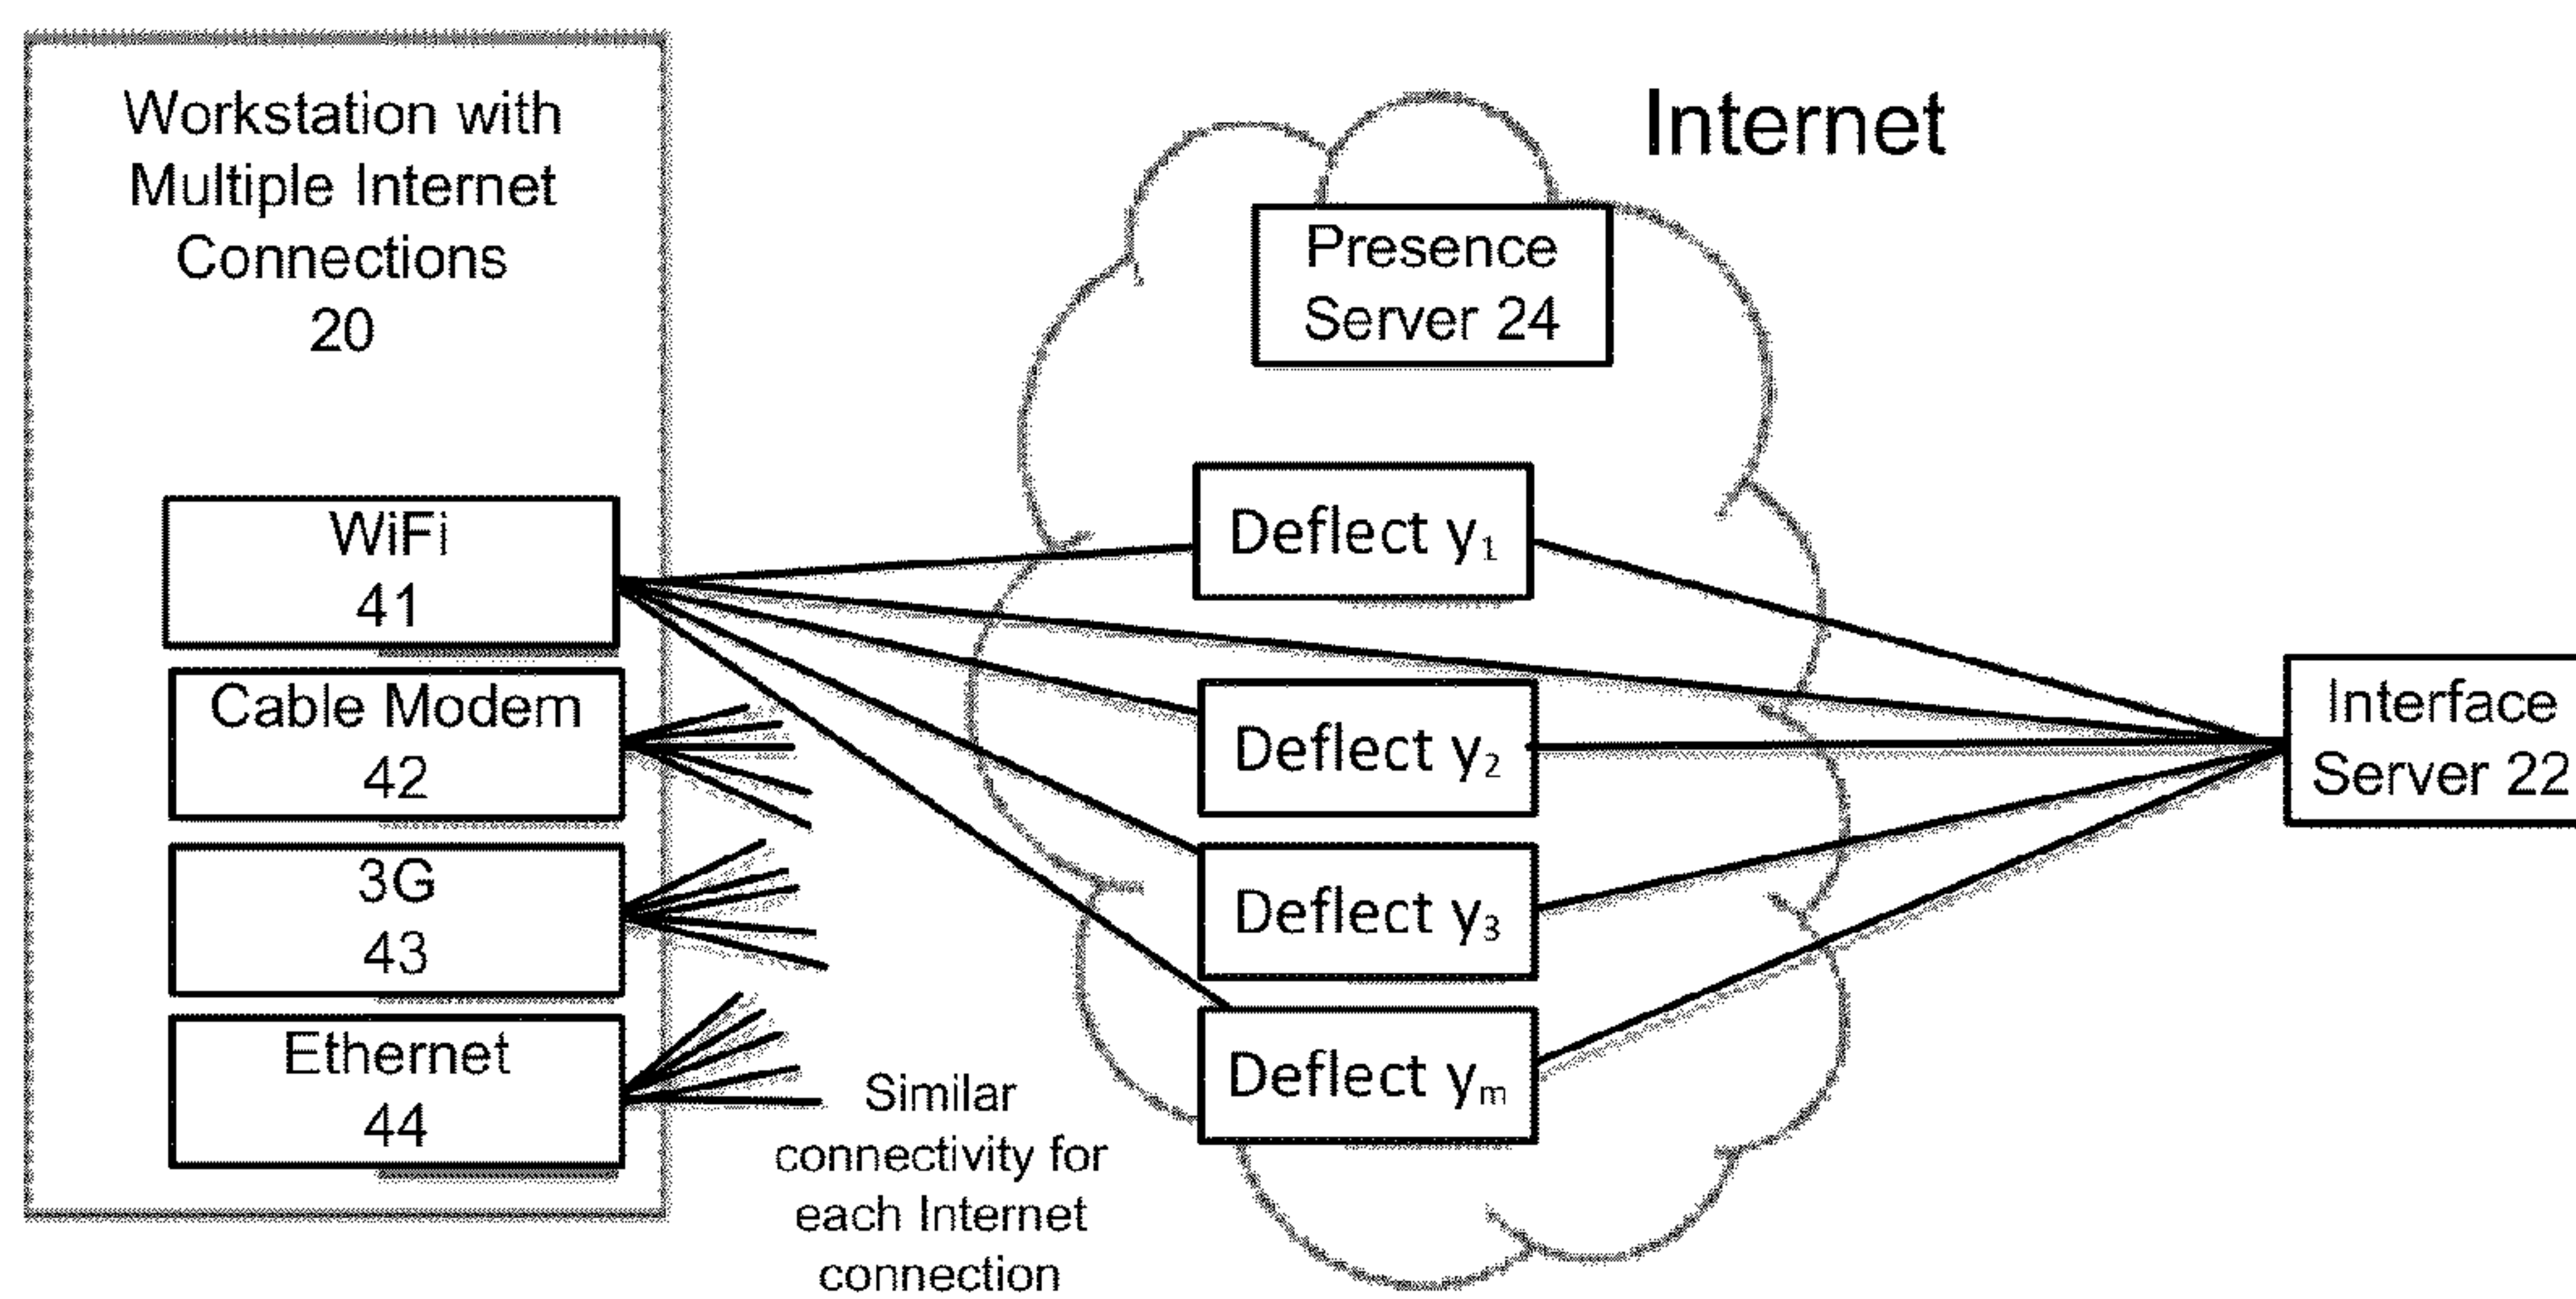 Workstation with
Multiple Internet
Connections
20
WiFi
41
Cable Modem
42
3G
43
Ethernet
44
Similar
connectivity for
each Internet
connection
Internet
Presence
Server 24
Deflect y₁
Deflect y₂
Deflect y₃
Deflect yₘ
Interface
Server 22